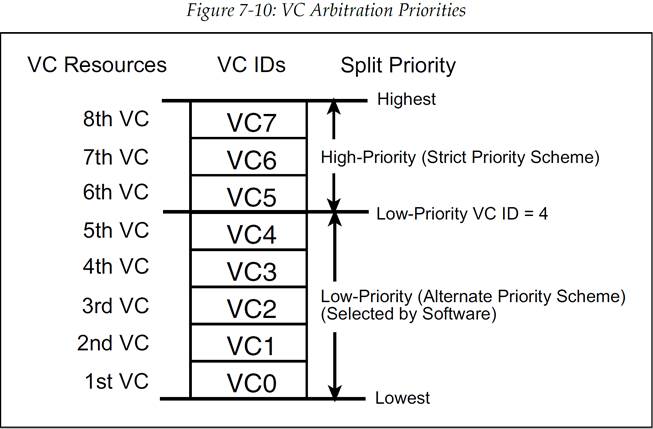 Figure 7-10: VC Arbitration Priorities
VC Resources VC IDs Split Priority
Highest
8th VC VC7
7th VC VC6 High-Priority (Strict Priority Scheme)
6th VC VC5
Low-Priority VC ID = 4
5th VC VC4
4th VC VC3
Low-Priority (Alternate Priority Scheme)
3rd VC VC2
(Selected by Software)
2nd VC VC1
1st VC VC0
Lowest